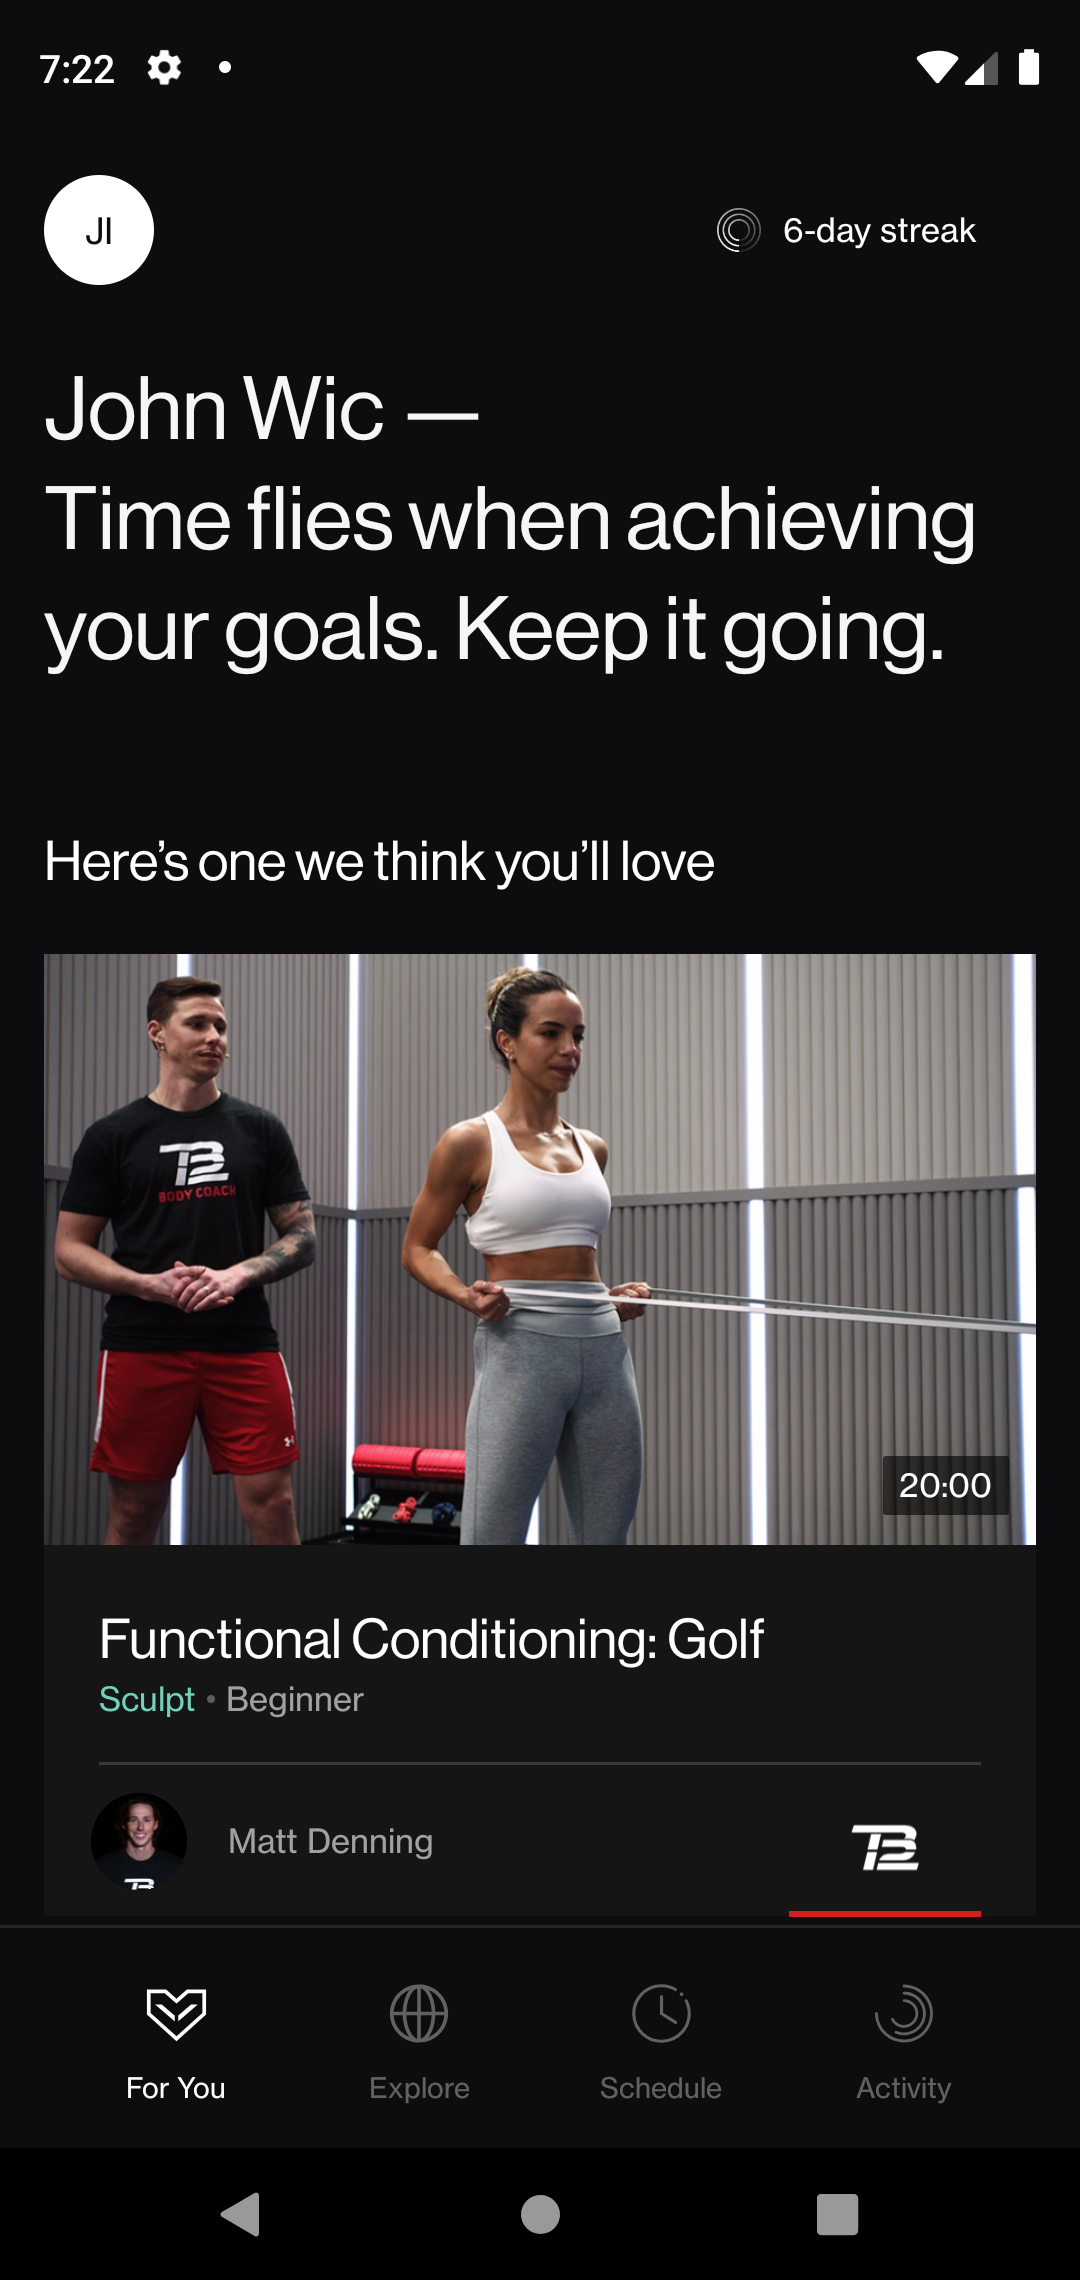 7:22
JI
6-day streak
John Wic —
Time flies when achieving
your goals. Keep it going.
Here’s one we think you’ll love
TB12
BODY COACH
20:00
Functional Conditioning: Golf
Sculpt • Beginner
Matt Denning
TB12
For You
Explore
Schedule
Activity